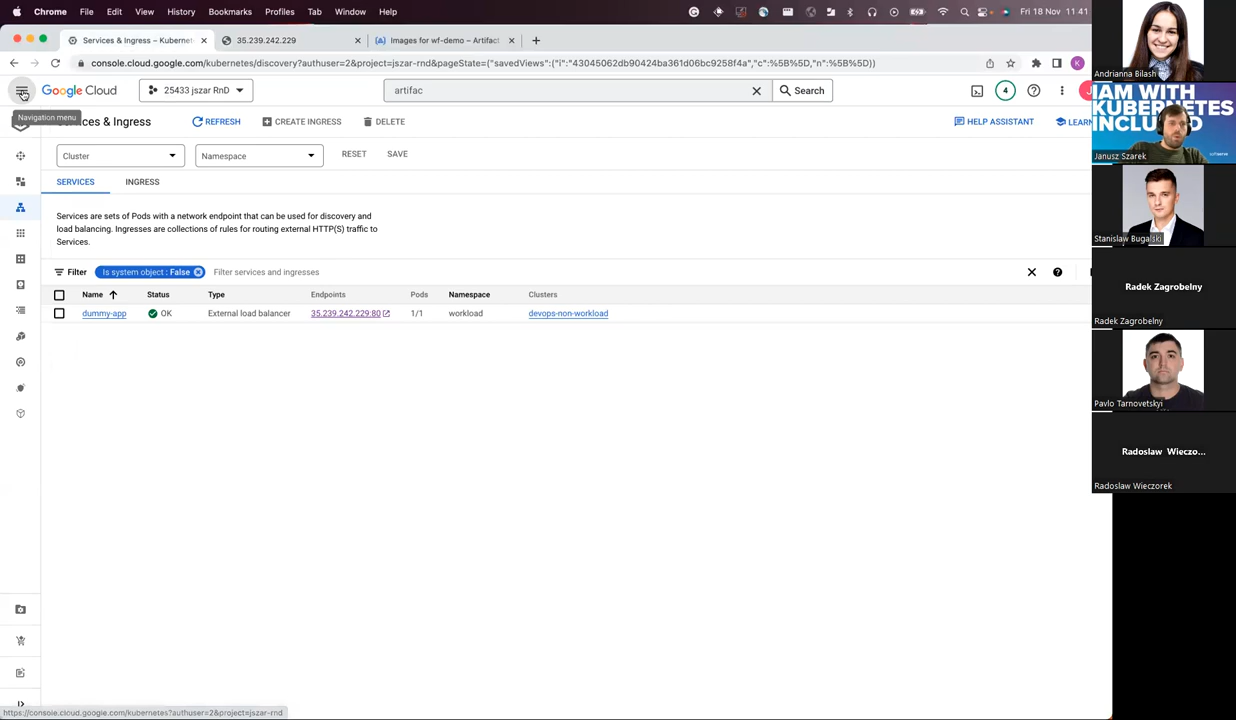 Chrome File Edit View History Bookmarks Profiles Tab Window Help Fri 18 Nov 11 41
Services & Ingress – Kubernet 35.239.242.229 Images for wf-demo – Artifact
console.cloud.google.com/kubernetes/discovery?authuser=2&project=jszar-rnd&pageState=("savedViews":("i":"43045062db90424ba361d06bc9258f4a","c":%5B%5D,"n":%5B%5D)) K
Google Cloud 25433 jszar RnD artifac Search 4
Navigation menu
Services & Ingress REFRESH CREATE INGRESS DELETE HELP ASSISTANT LEARN
Cluster Namespace RESET SAVE
SERVICES INGRESS
Services are sets of Pods with a network endpoint that can be used for discovery and
load balancing. Ingresses are collections of rules for routing external HTTP(S) traffic to
Services.
Filter Is system object : False Filter services and ingresses
Name Status Type Endpoints Pods Namespace Clusters
dummy-app OK External load balancer 35.239.242.229:80 1/1 workload devops-non-workload
https://console.cloud.google.com/kubernetes?authuser=2&project=jszar-rnd
Andrianna Bilash
IAM WITH
KUBERNETES
INCLUDED
softserve
Janusz Szarek
Stanislaw Bugalski
Radek Zagrobelny
Radek Zagrobelny
Pavlo Tarnovetskyi
Radoslaw Wieczo...
Radoslaw Wieczorek